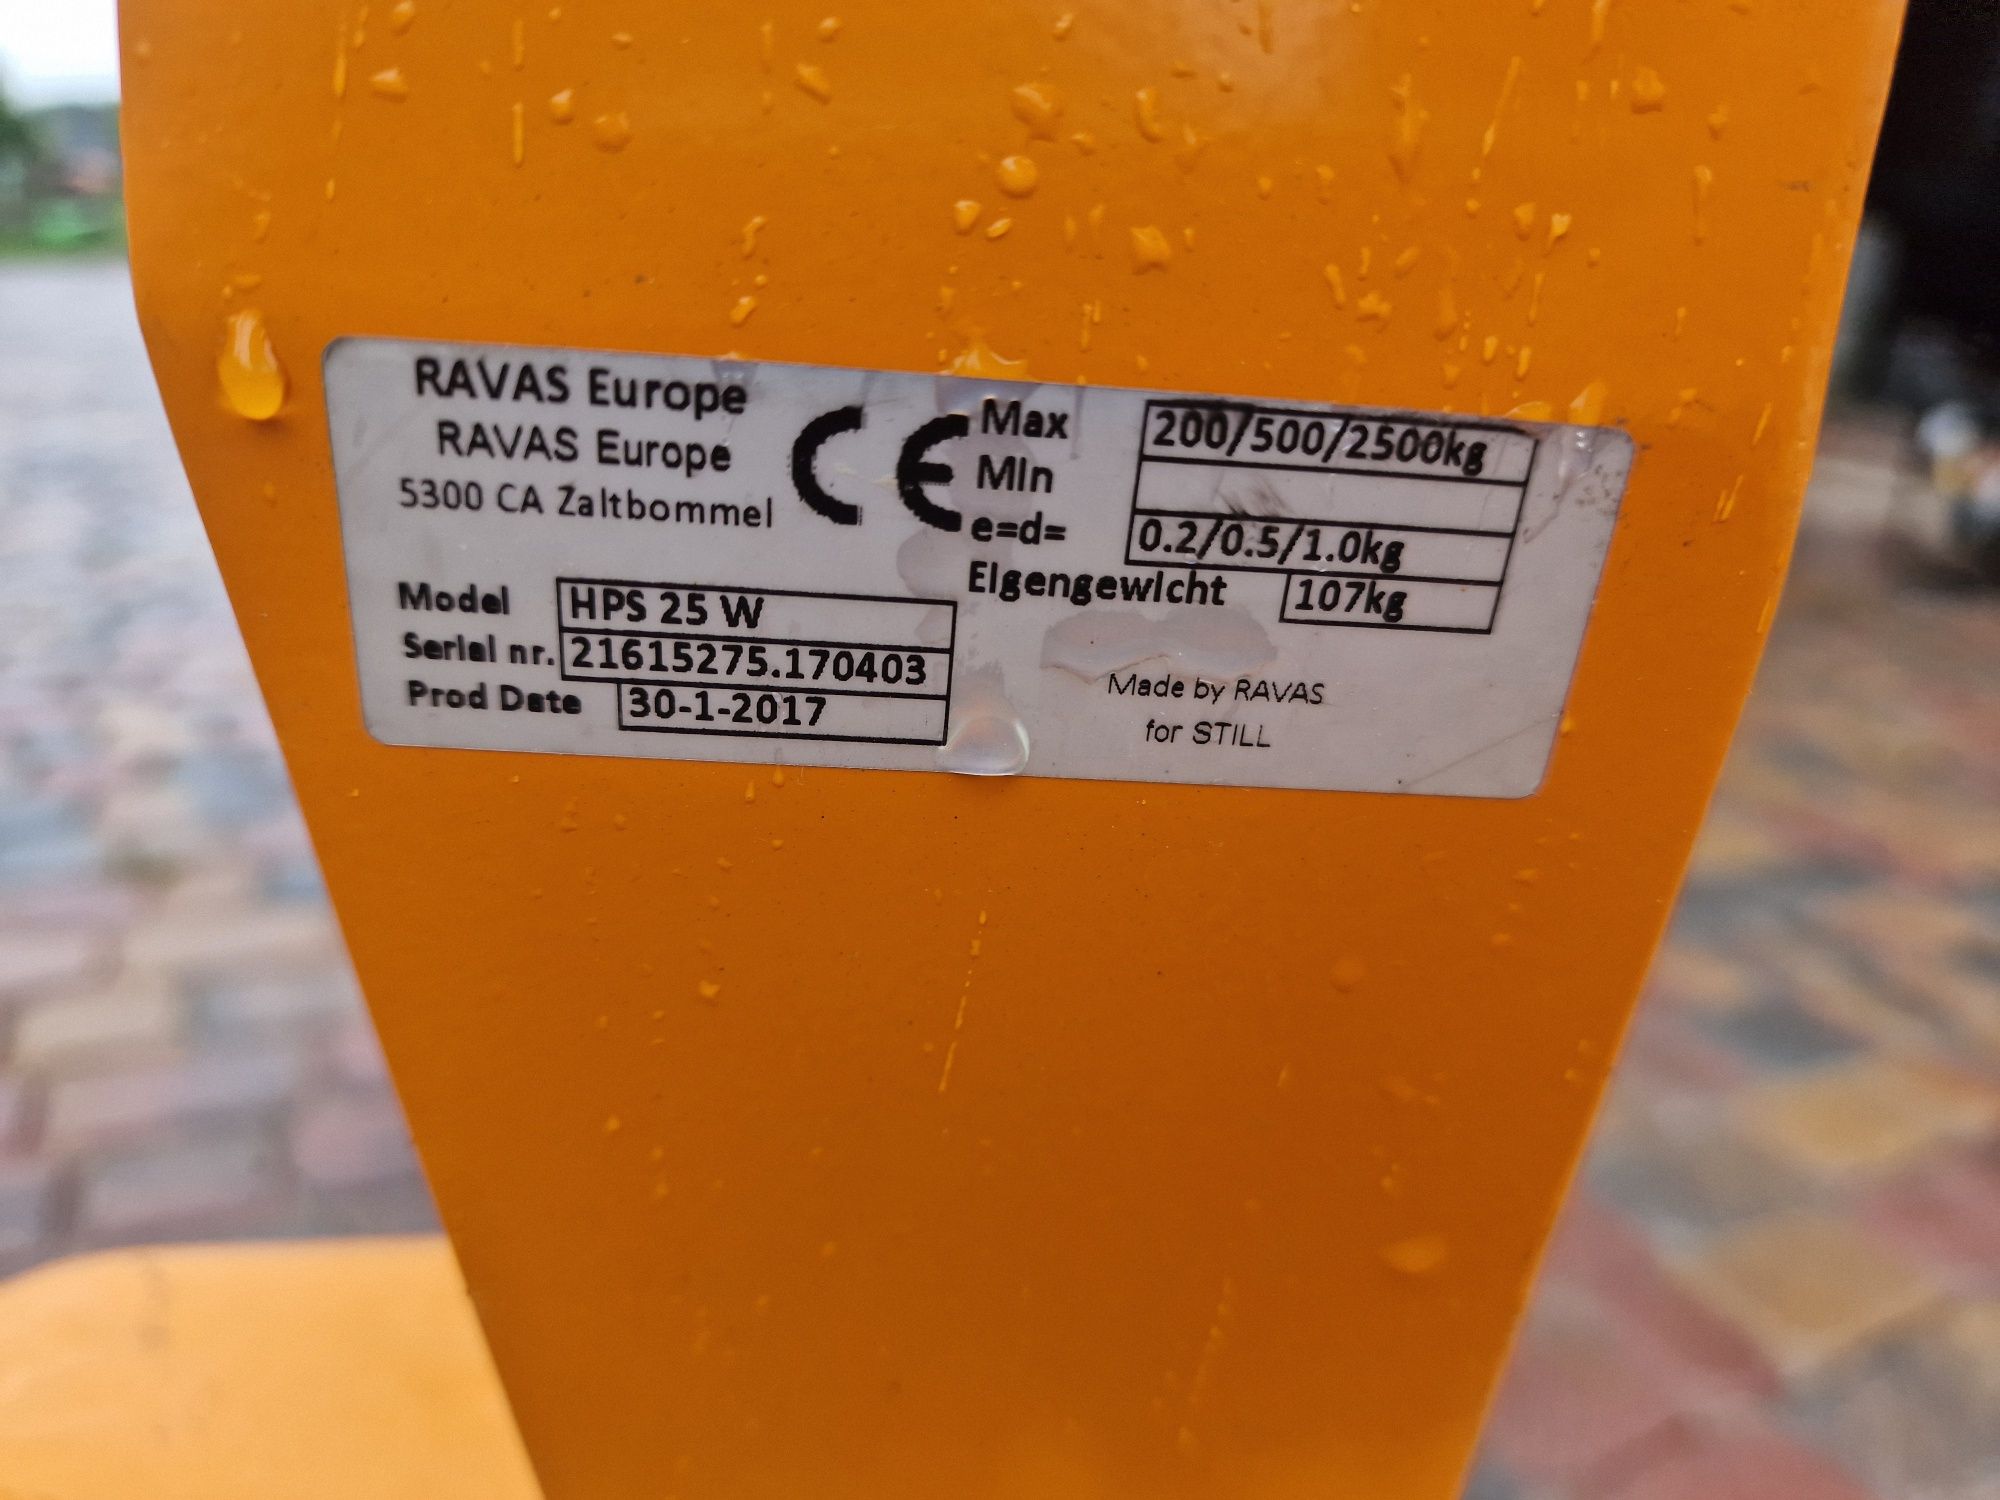 RAVAS Europe
RAVAS Europe
5300 CA Zaltbommel
CE
Max 200/500/2500kg
Min
e=d= 0.2/0.5/1.0kg
Eigengewicht 107kg
Model HPS 25 W
Serial nr. 21615275.170403
Prod Date 30-1-2017
Made by RAVAS
for STILL